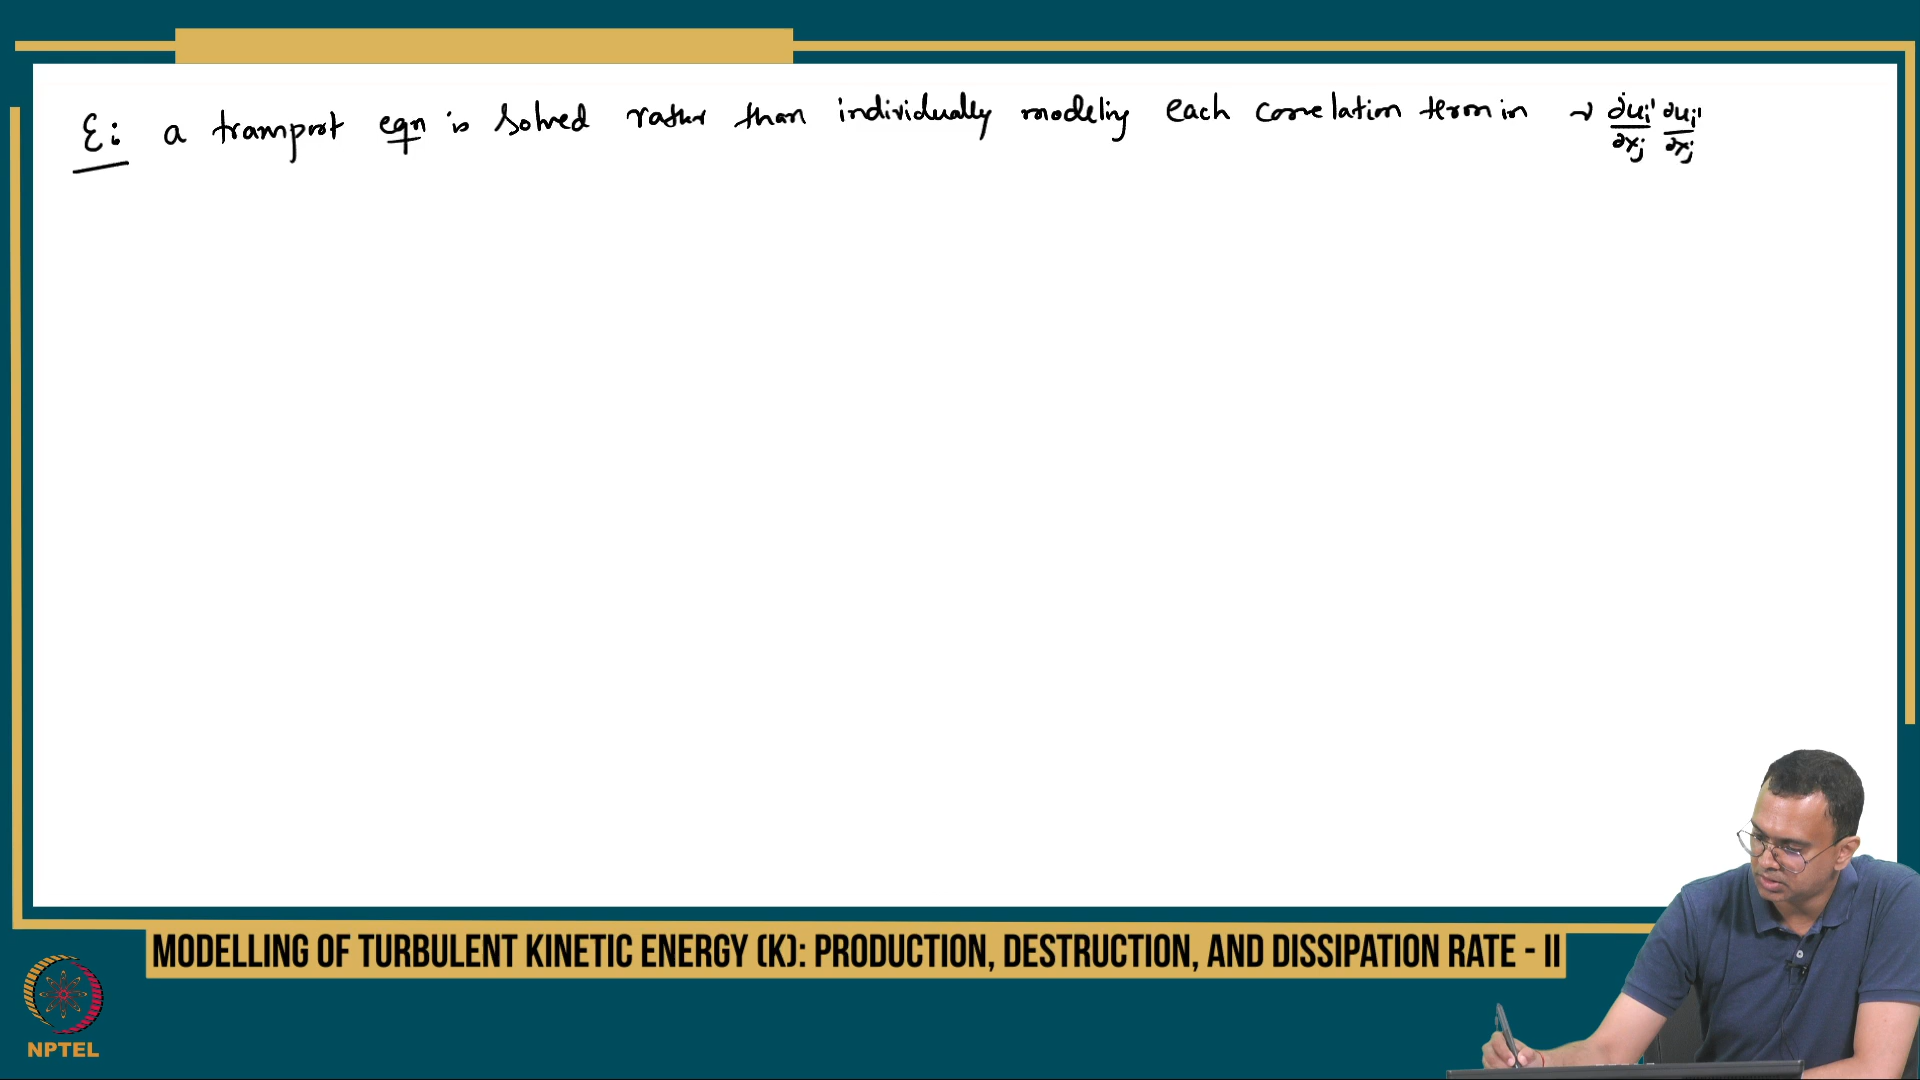 ε: a transport eqn is solved rather than individually modeling each correlation term in ν ∂ui'/∂xj ∂ui'/∂xj
MODELLING OF TURBULENT KINETIC ENERGY (K): PRODUCTION, DESTRUCTION, AND DISSIPATION RATE - II
NPTEL